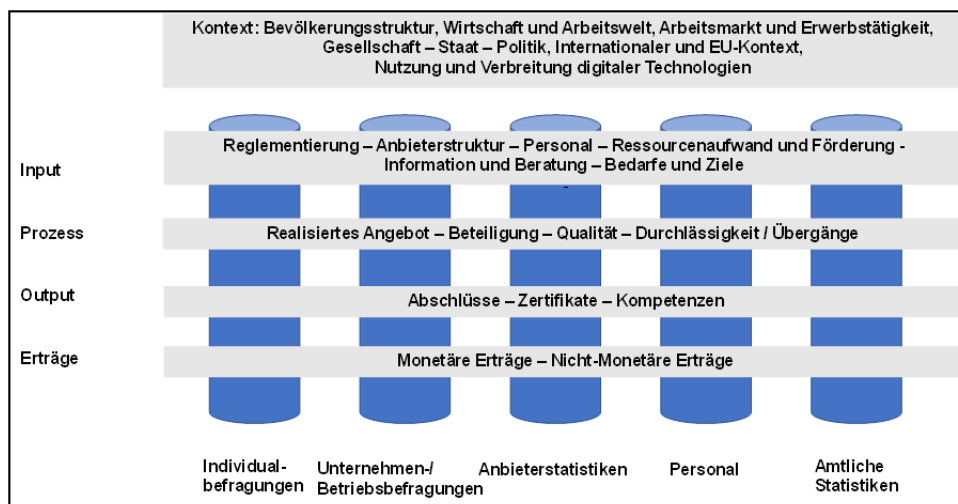 Kontext: Bevölkerungsstruktur, Wirtschaft und Arbeitswelt, Arbeitsmarkt und Erwerbstätigkeit,
Gesellschaft – Staat – Politik, Internationaler und EU-Kontext,
Nutzung und Verbreitung digitaler Technologien
Input
Reglementierung – Anbieterstruktur – Personal – Ressourcenaufwand und Förderung -
Information und Beratung – Bedarfe und Ziele
Prozess
Realisiertes Angebot – Beteiligung – Qualität – Durchlässigkeit / Übergänge
Output
Abschlüsse – Zertifikate – Kompetenzen
Erträge
Monetäre Erträge – Nicht-Monetäre Erträge
Individual-
befragungen
Unternehmen-/
Betriebsbefragungen
Anbieterstatistiken
Personal
Amtliche
Statistiken